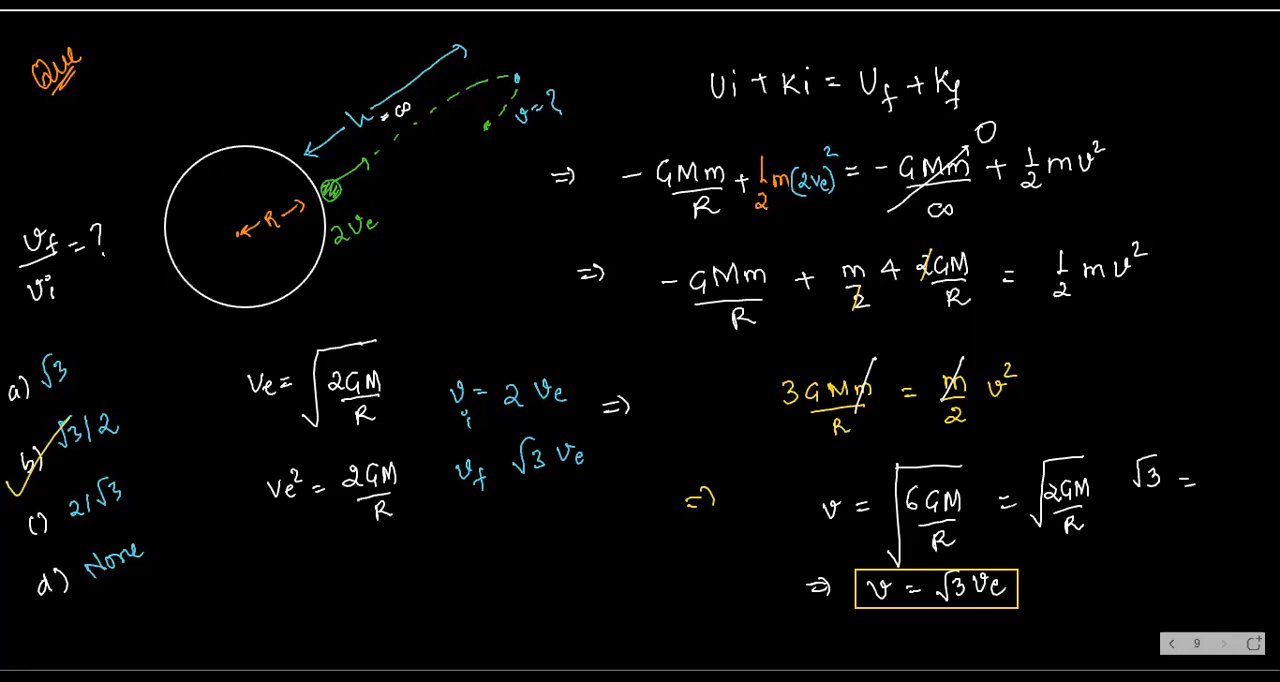 Que
h = ∞
v = ?
R
2ve
vf/vi = ?
a) √3
b) √3/2
c) 2/√3
d) None
Ve = √(2GM/R)
Ve² = 2GM/R
vi = 2 Ve
vf √3 Ve
Ui + Ki = Uf + Kf
⇒ - GMm/R + 1/2 m(2ve)² = - GMm/∞ 0 + 1/2 mv²
⇒ - GMm/R + m/2 4 2GM/R = 1/2 mv²
⇒ 3GMm/R = m/2 v²
⇒ v = √(6GM/R) = √(2GM/R) √3 =
⇒ v = √3 ve
9